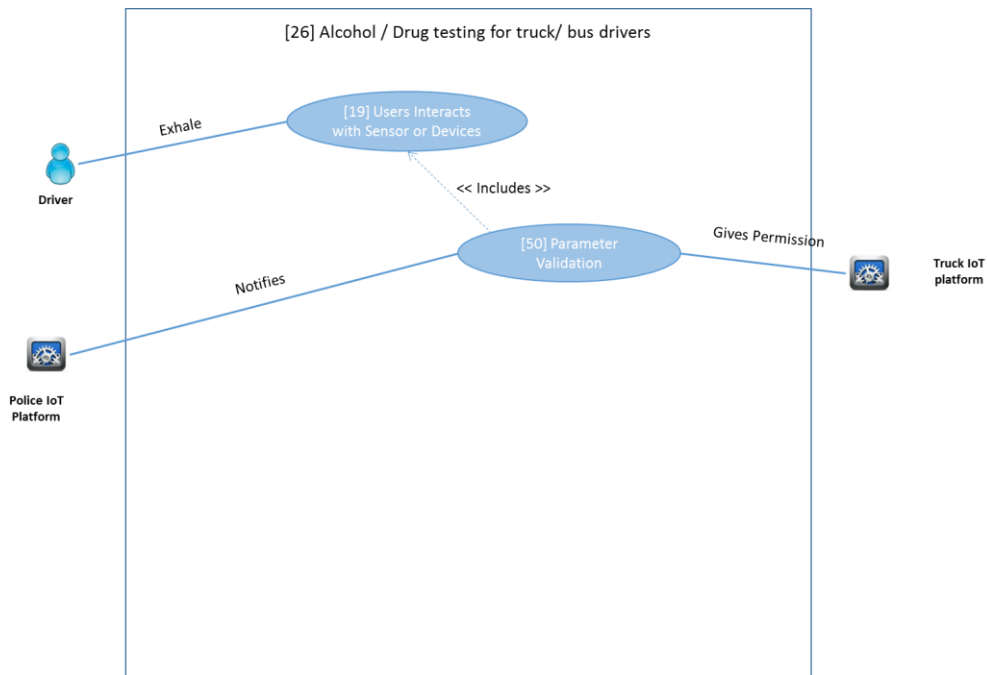 [26] Alcohol / Drug testing for truck/ bus drivers
[19] Users Interacts
with Sensor or Devices
Exhale
Driver
<< Includes >>
[50] Parameter
Validation
Gives Permission
Truck IoT
platform
Notifies
Police IoT
Platform